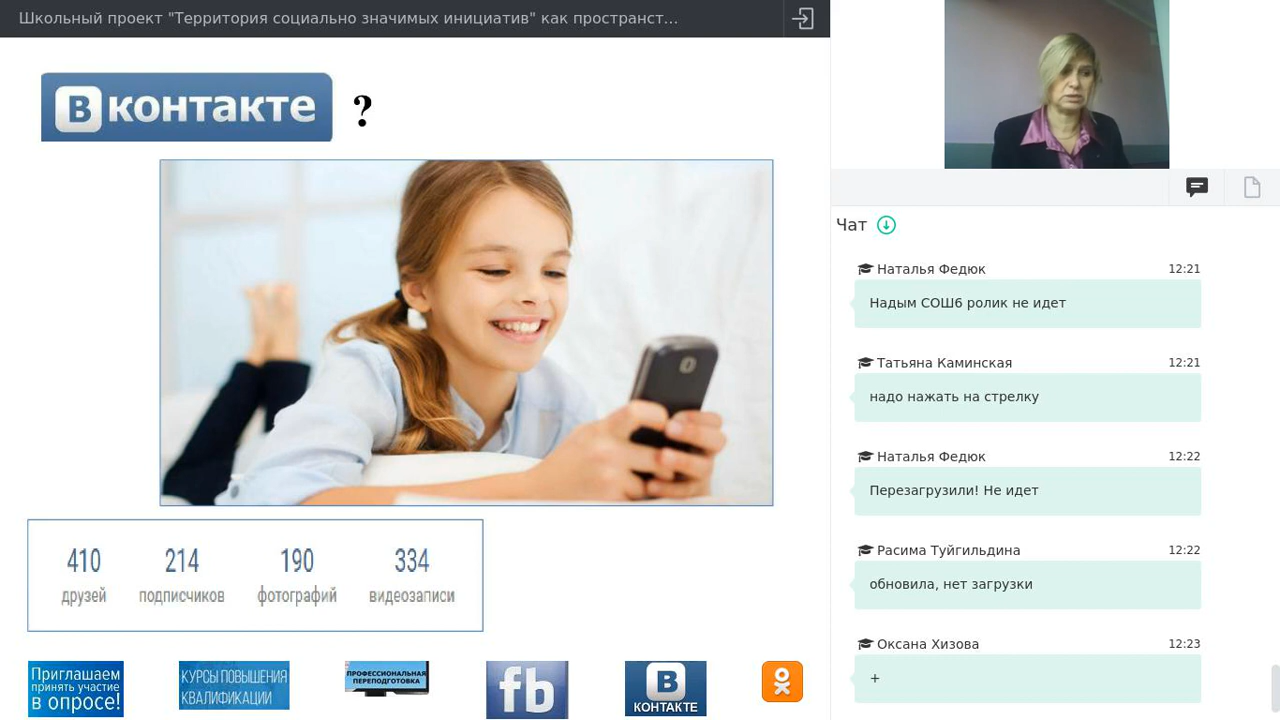 Школьный проект "Территория социально значимых инициатив" как пространст...
В контакте ?
410 214 190 334
друзей подписчиков фотографий видеозаписи
Приглашаем
принять участие
в опросе!
КУРСЫ ПОВЫШЕНИЯ
КВАЛИФИКАЦИИ
ПРОФЕССИОНАЛЬНАЯ
ПЕРЕПОДГОТОВКА
fb
В
КОНТАКТЕ
Чат
Наталья Федюк 12:21
Надым СОШ6 ролик не идет
Татьяна Каминская 12:21
надо нажать на стрелку
Наталья Федюк 12:22
Перезагрузили! Не идет
Расима Туйгильдина 12:22
обновила, нет загрузки
Оксана Хизова 12:23
+